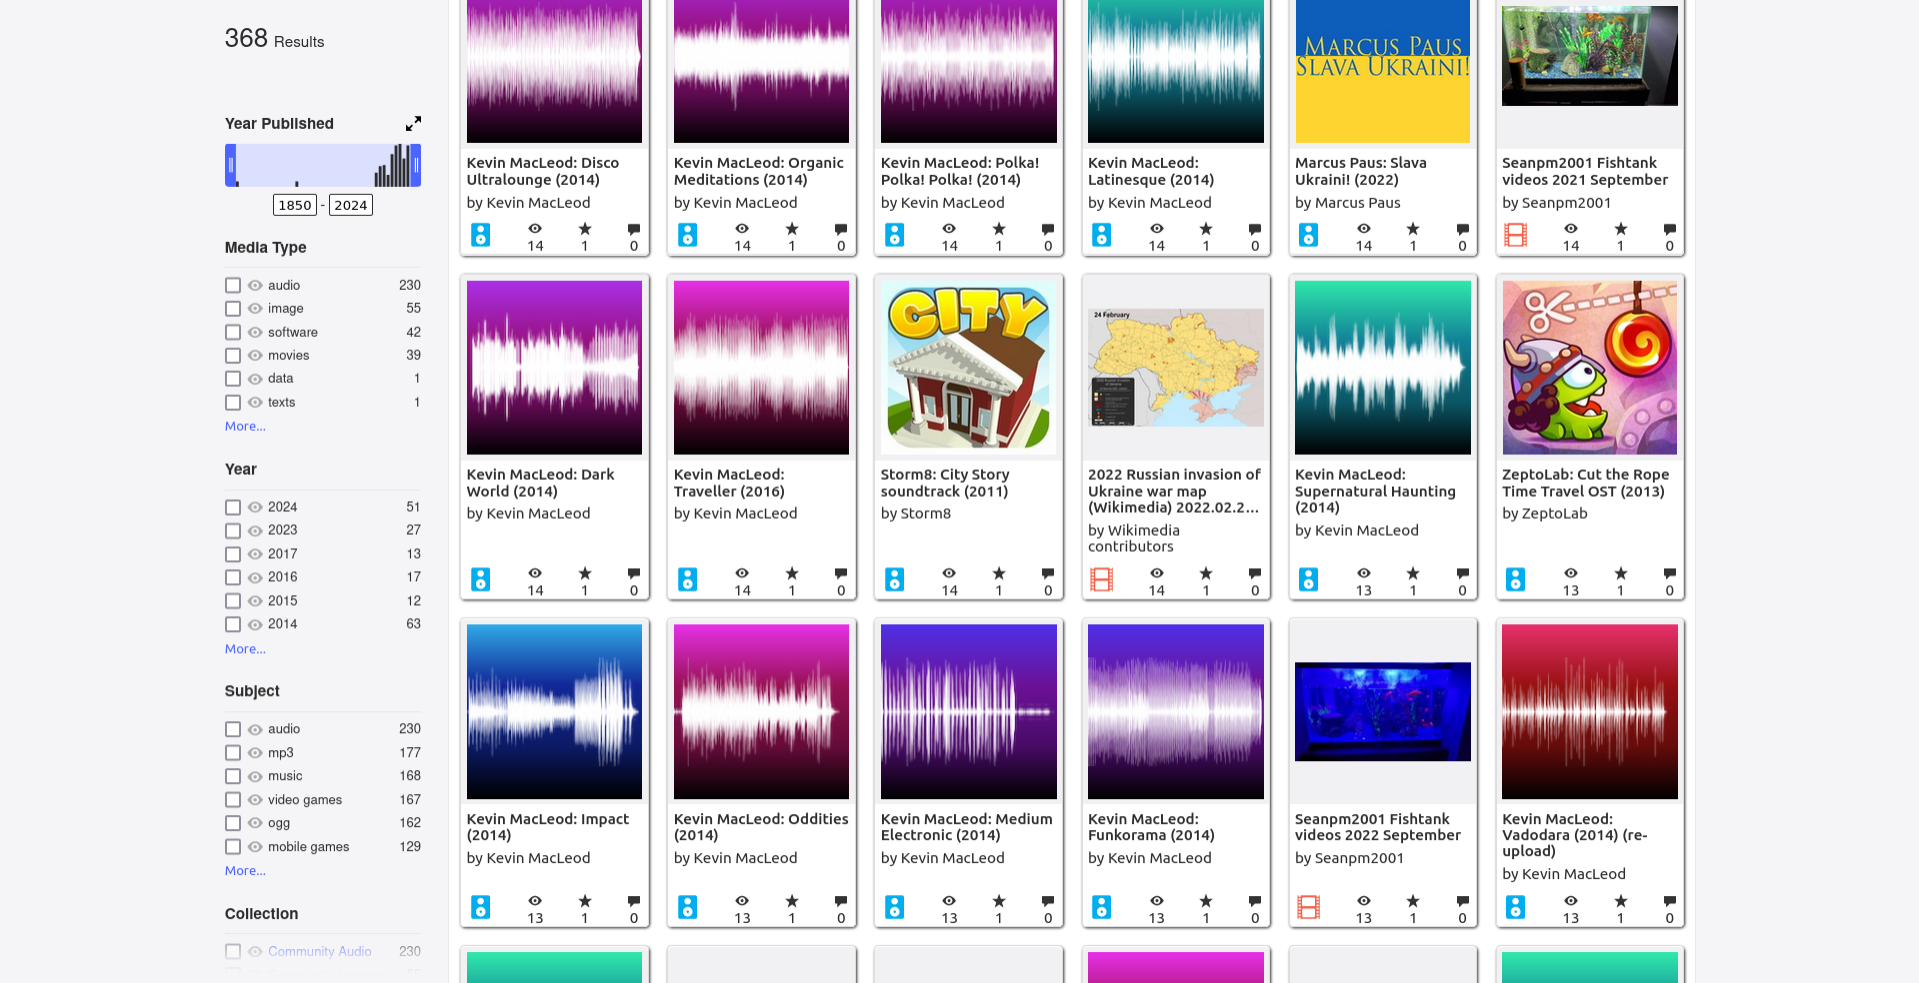 368 Results
Year Published
1850 - 2024
Media Type
audio 230
image 55
software 42
movies 39
data 1
texts 1
More...
Year
2024 51
2023 27
2017 13
2016 17
2015 12
2014 63
More...
Subject
audio 230
mp3 177
music 168
video games 167
ogg 162
mobile games 129
More...
Collection
Community Audio 230
Kevin MacLeod: Disco
Ultralounge (2014)
by Kevin MacLeod
14 1 0
Kevin MacLeod: Organic
Meditations (2014)
by Kevin MacLeod
14 1 0
Kevin MacLeod: Polka!
Polka! Polka! (2014)
by Kevin MacLeod
14 1 0
Kevin MacLeod:
Latinesque (2014)
by Kevin MacLeod
14 1 0
MARCUS PAUS
SLAVA UKRAINI!
Marcus Paus: Slava
Ukraini! (2022)
by Marcus Paus
14 1 0
Seanpm2001 Fishtank
videos 2021 September
by Seanpm2001
14 1 0
Kevin MacLeod: Dark
World (2014)
by Kevin MacLeod
14 1 0
Kevin MacLeod:
Traveller (2016)
by Kevin MacLeod
14 1 0
CITY
Storm8: City Story
soundtrack (2011)
by Storm8
14 1 0
24 February
2022 Russian invasion of
Ukraine war map
(Wikimedia) 2022.02.2...
by Wikimedia
contributors
14 1 0
Kevin MacLeod:
Supernatural Haunting
(2014)
by Kevin MacLeod
13 1 0
ZeptoLab: Cut the Rope
Time Travel OST (2013)
by ZeptoLab
13 1 0
Kevin MacLeod: Impact
(2014)
by Kevin MacLeod
13 1 0
Kevin MacLeod: Oddities
(2014)
by Kevin MacLeod
13 1 0
Kevin MacLeod: Medium
Electronic (2014)
by Kevin MacLeod
13 1 0
Kevin MacLeod:
Funkorama (2014)
by Kevin MacLeod
13 1 0
Seanpm2001 Fishtank
videos 2022 September
by Seanpm2001
13 1 0
Kevin MacLeod:
Vadodara (2014) (re-
upload)
by Kevin MacLeod
13 1 0